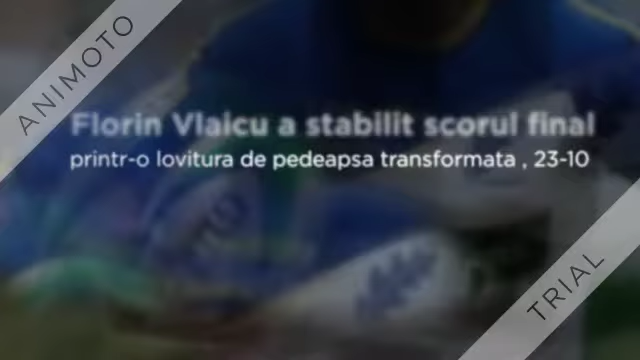 ANIMOTO
Florin Vlaicu a stabilit scorul final
printr-o lovitura de pedeapsa transformata , 23-10
TRIAL